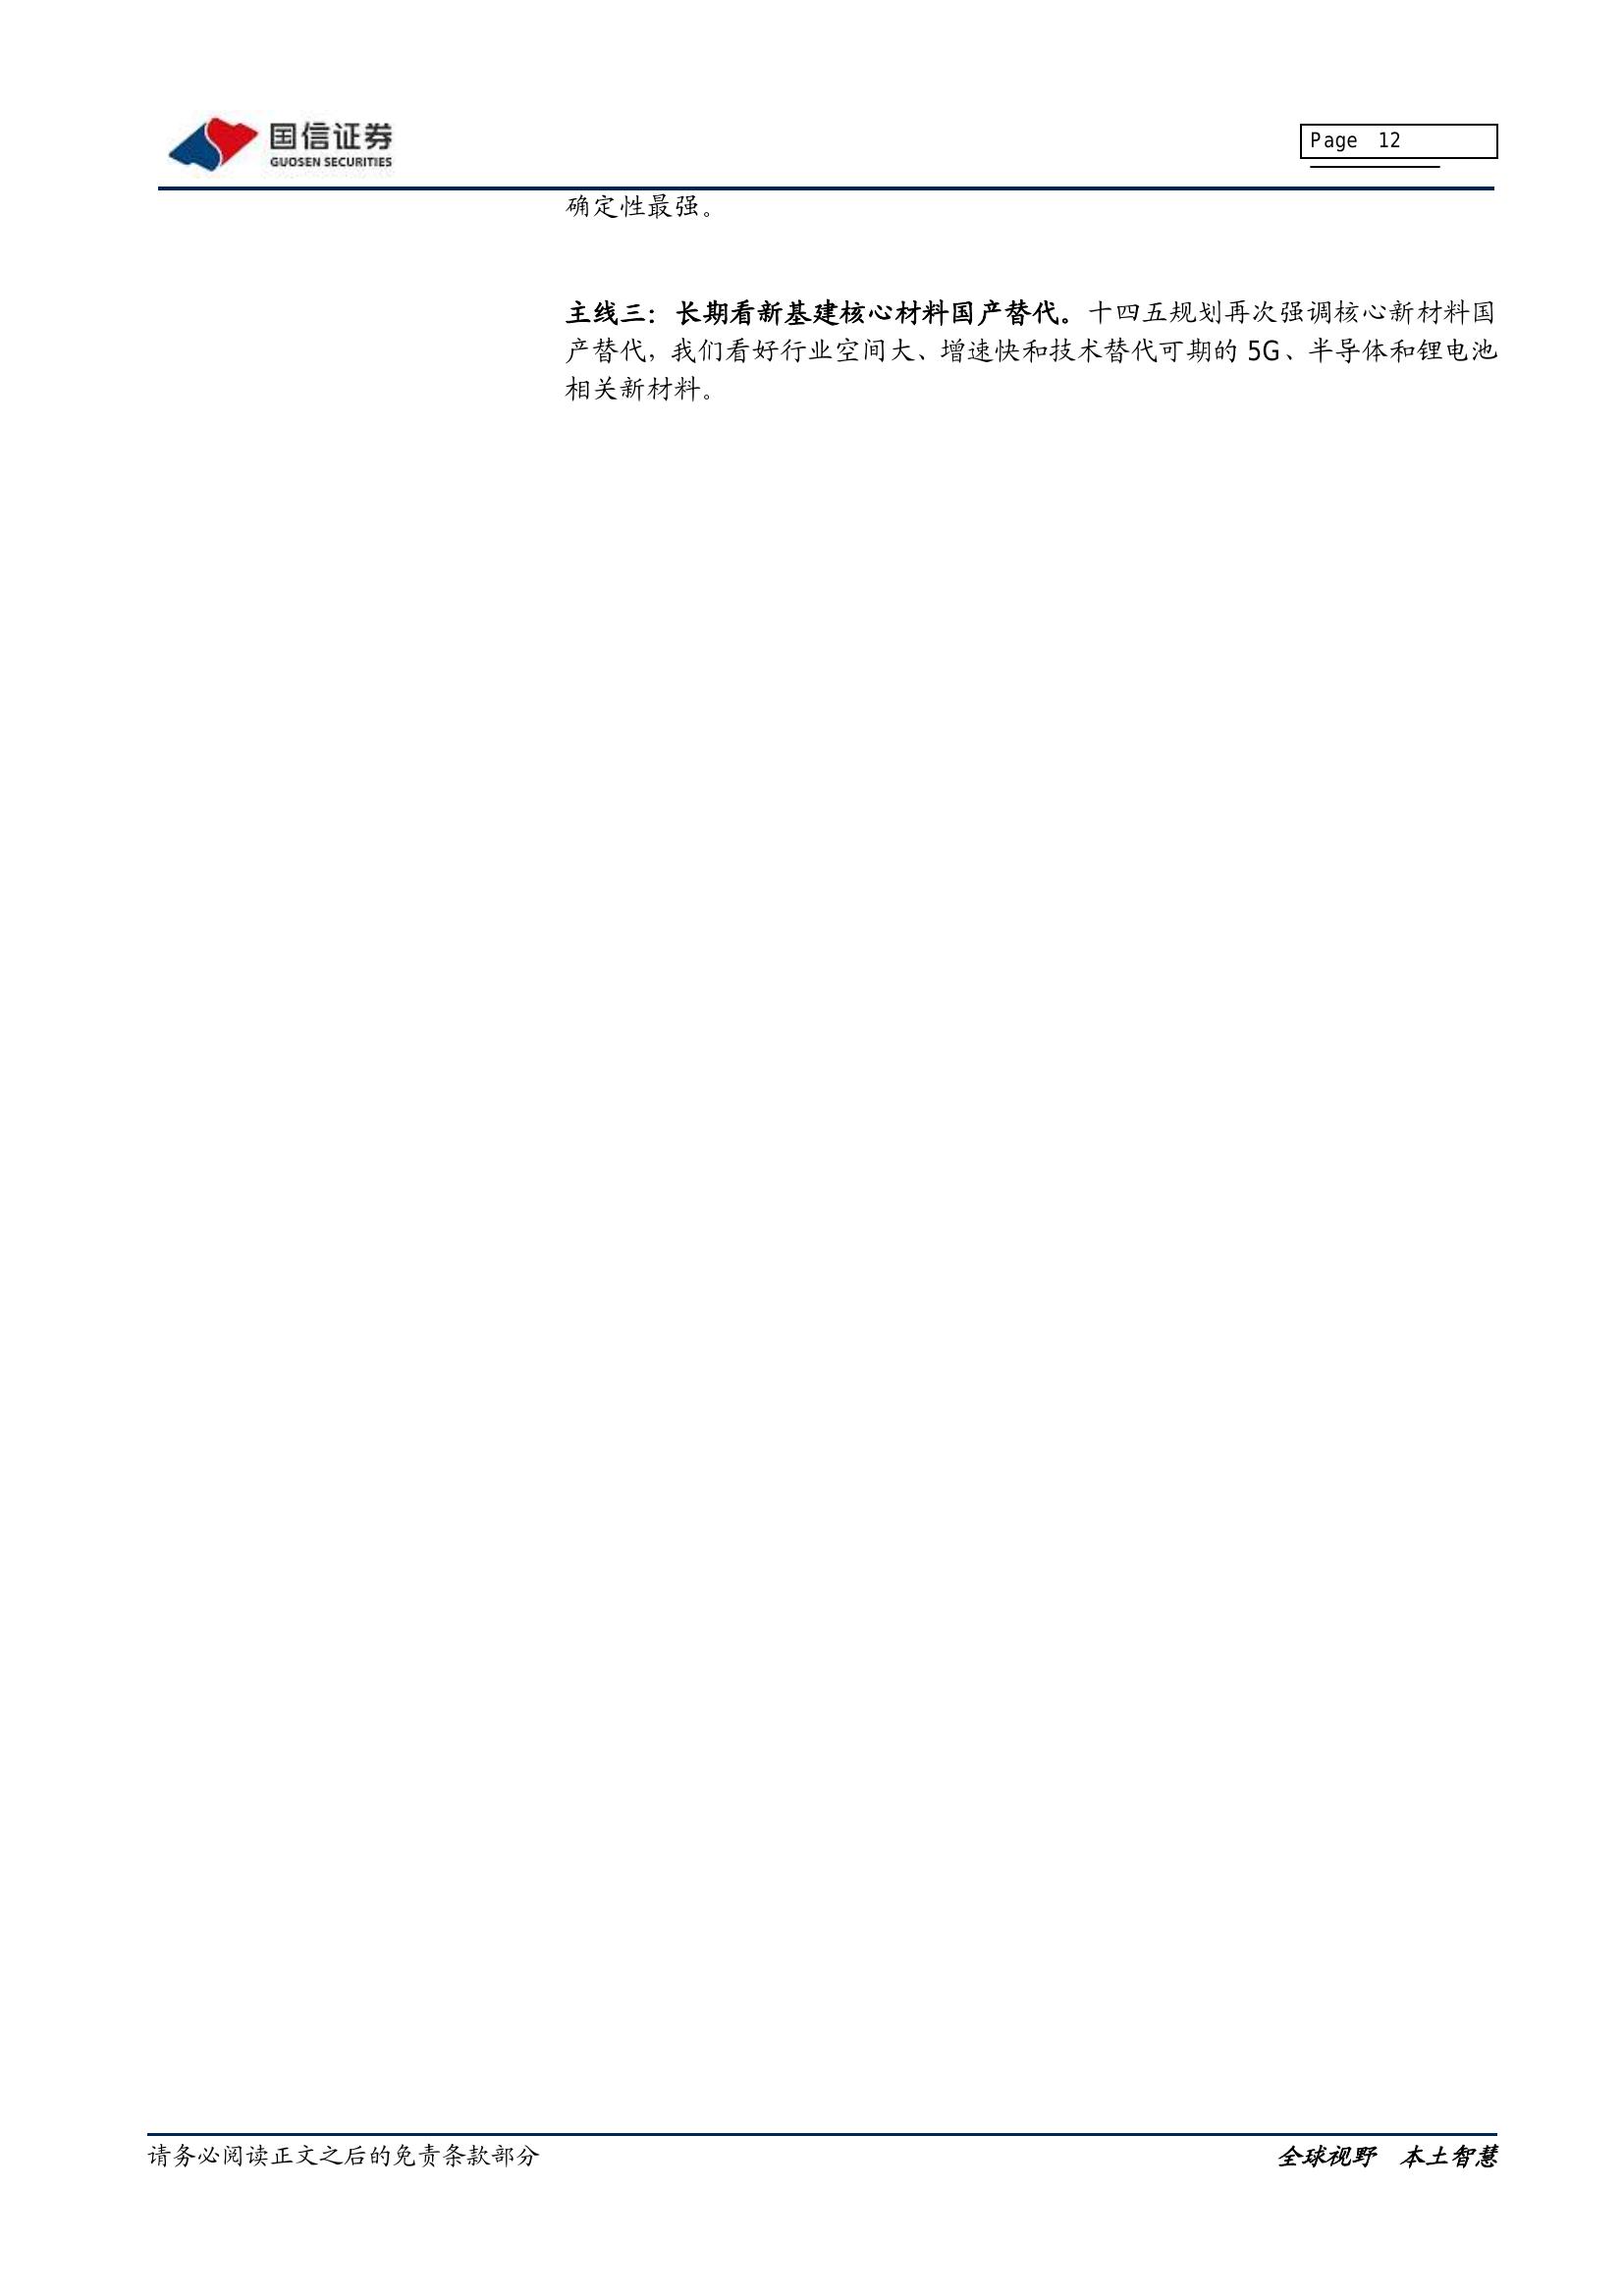 国信证券
GUOSEN SECURITIES
Page 12
确定性最强。
主线三：长期看新基建核心材料国产替代。十四五规划再次强调核心新材料国
产替代，我们看好行业空间大、增速快和技术替代可期的 5G、半导体和锂电池
相关新材料。
请务必阅读正文之后的免责条款部分
全球视野 本土智慧